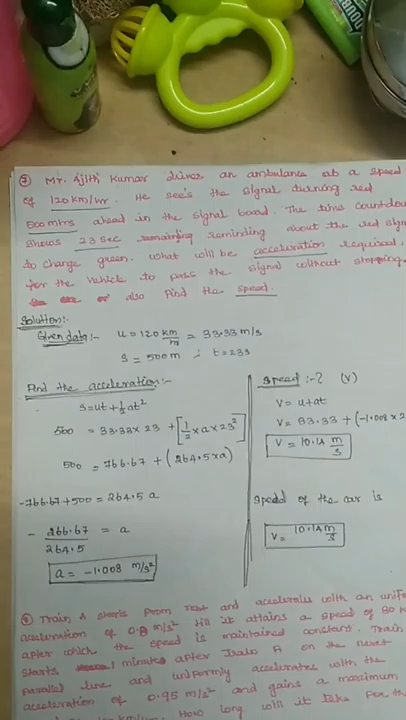 ③ Mr. Ajith Kumar drives an ambulance at a speed
of 120 km/hr. He see's the signal durning red
500 mtrs ahead in the signal board. The time countdou
shows 23 sec remaining reminding about the red sign
to change green. What will be acceleration required,
for the vehicle to pass the signal without stopping.
also find the speed.
Solution:-
Given data:- u = 120 km/m = 33.33 m/s
S = 500 m ; t = 23 s
Find the acceleration:-
S = ut + 1/2 at²
500 = 33.33 x 23 + [1/2 x a x 23²]
500 = 766.67 + (264.5 x a)
-766.67 + 500 = 264.5 a
- 266.67/264.5 = a
a = -1.008 m/s²
Speed :-? (V)
V = u + at
V = 33.33 + (-1.008 x 2
V = 10.14 m/s
Speed of the car is
V = 10.14 m/s
④ Train A starts from rest and accelerates with an unif
acceleration of 0.8 m/s² till it attains a speed of 80 k
after which the speed is maintained constant. Train
starts 1 minute after Train A on the next
parallel line and uniformly accelerates with the
acceleration of 0.95 m/s² and gains a maximum
How long will it take for th